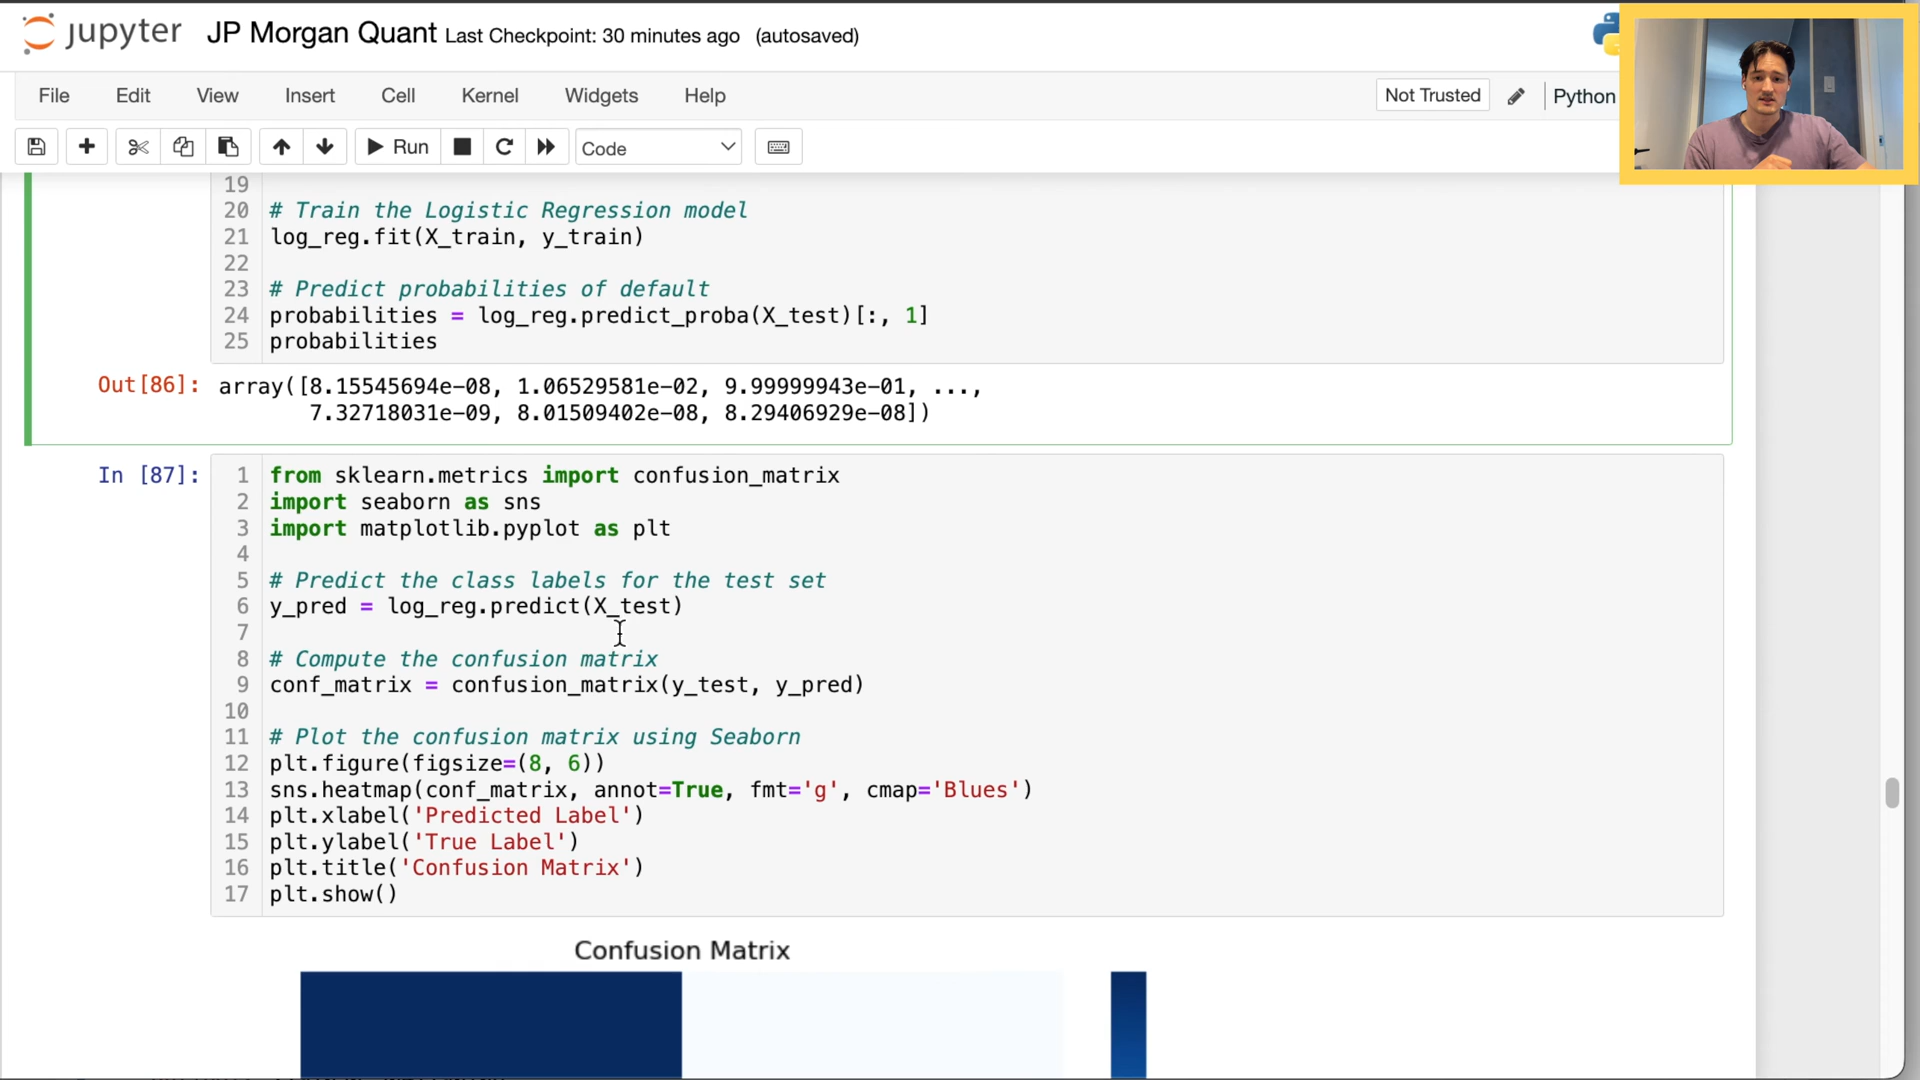 jupyter JP Morgan Quant Last Checkpoint: 30 minutes ago (autosaved)
File Edit View Insert Cell Kernel Widgets Help Not Trusted Python
Run Code
19
20 # Train the Logistic Regression model
21 log_reg.fit(X_train, y_train)
22
23 # Predict probabilities of default
24 probabilities = log_reg.predict_proba(X_test)[:, 1]
25 probabilities
Out[86]: array([8.15545694e-08, 1.06529581e-02, 9.99999943e-01, ...,
7.32718031e-09, 8.01509402e-08, 8.29406929e-08])
In [87]: 1 from sklearn.metrics import confusion_matrix
2 import seaborn as sns
3 import matplotlib.pyplot as plt
4
5 # Predict the class labels for the test set
6 y_pred = log_reg.predict(X_test)
7
8 # Compute the confusion matrix
9 conf_matrix = confusion_matrix(y_test, y_pred)
10
11 # Plot the confusion matrix using Seaborn
12 plt.figure(figsize=(8, 6))
13 sns.heatmap(conf_matrix, annot=True, fmt='g', cmap='Blues')
14 plt.xlabel('Predicted Label')
15 plt.ylabel('True Label')
16 plt.title('Confusion Matrix')
17 plt.show()
Confusion Matrix